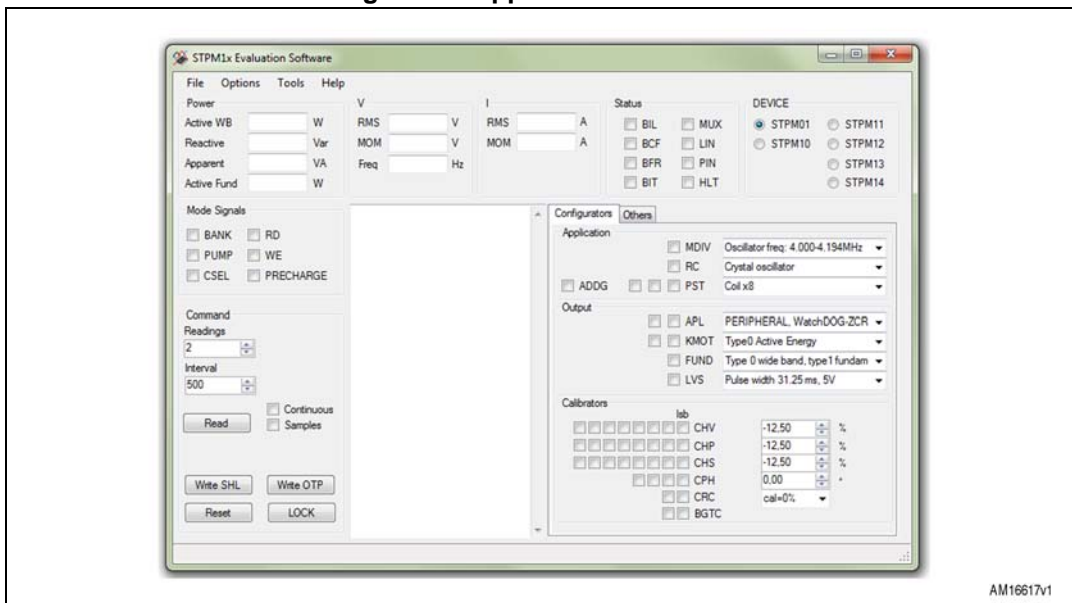 STPM1x Evaluation Software
File Options Tools Help
Power
Active WB W
Reactive Var
Apparent VA
Active Fund W
V
RMS V
MOM V
Freq Hz
I
RMS A
MOM A
Status
BIL MUX
BCF LIN
BFR PIN
BIT HLT
DEVICE
STPM01 STPM11
STPM10 STPM12
STPM13
STPM14
Mode Signals
BANK RD
PUMP WE
CSEL PRECHARGE
Command
Readings
2
Interval
500
Continuous
Read Samples
Write SHL Write OTP
Reset LOCK
Configurators Others
Application
MDIV Oscillator freq: 4.000-4.194MHz
RC Crystal oscillator
ADDG PST Coil x8
Output
APL PERIPHERAL, WatchDOG-ZCR
KMOT Type0 Active Energy
FUND Type 0 wide band, type1 fundam
LVS Pulse width 31.25 ms, 5V
Calibrators
lsb
CHV -12,50 %
CHP -12,50 %
CHS -12,50 %
CPH 0,00 °
CRC cal=0%
BGTC
AM16617v1